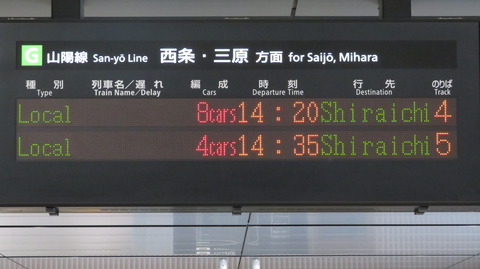 G 山陽線 San-yō Line 西条・三原 方面 for Saijō, Mihara
種別 列車名／遅れ 編成 時刻 行先 のりば
Type Train Name／Delay Cars Departure Time Destination Track
Local 8cars 14：20 Shiraichi 4
Local 4cars 14：35 Shiraichi 5